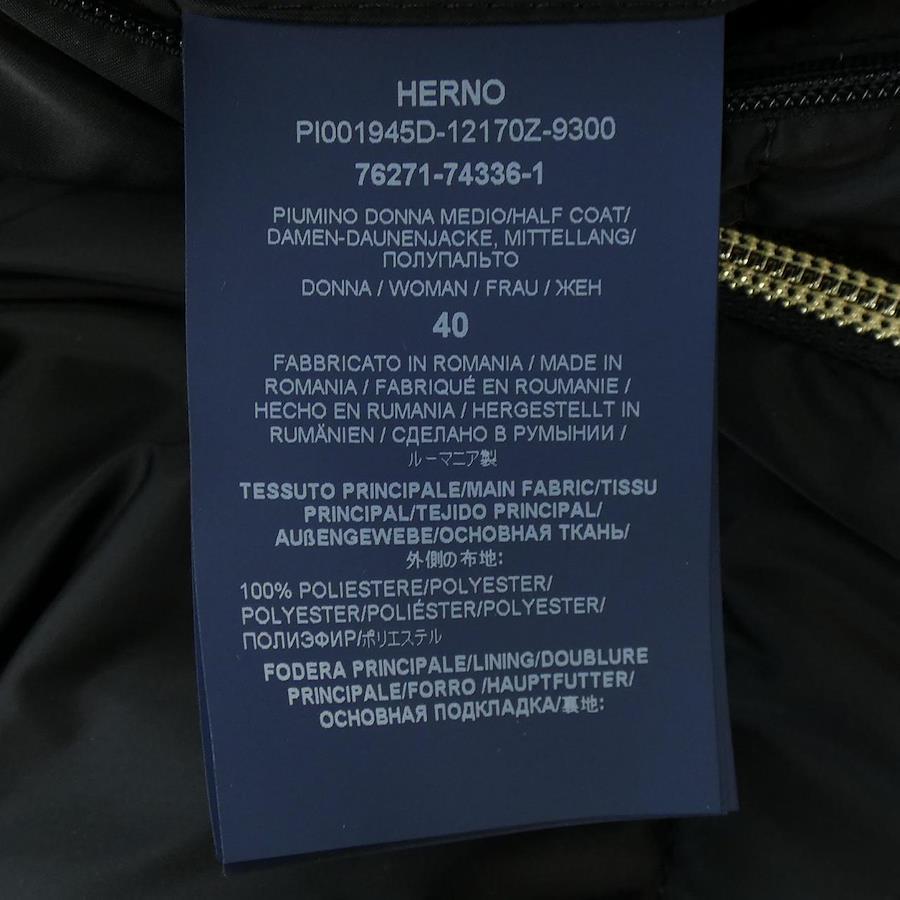 HERNO
PI001945D-12170Z-9300
76271-74336-1
PIUMINO DONNA MEDIO/HALF COAT/
DAMEN-DAUNENJACKE, MITTELLANG/
ПОЛУПАЛЬТО
DONNA / WOMAN / FRAU / ЖЕН
40
FABBRICATO IN ROMANIA / MADE IN
ROMANIA / FABRIQUÉ EN ROUMANIE /
HECHO EN RUMANIA / HERGESTELLT IN
RUMÄNIEN / СДЕЛАНО В РУМЫНИИ /
ルーマニア製
TESSUTO PRINCIPALE/MAIN FABRIC/TISSU
PRINCIPAL/TEJIDO PRINCIPAL/
AUßENGEWEBE/ОСНОВНАЯ ТКАНЬ/
外側の布地:
100% POLIESTERE/POLYESTER/
POLYESTER/POLIÉSTER/POLYESTER/
ПОЛИЭФИР/ポリエステル
FODERA PRINCIPALE/LINING/DOUBLURE
PRINCIPALE/FORRO /HAUPTFUTTER/
ОСНОВНАЯ ПОДКЛАДКА/裏地: